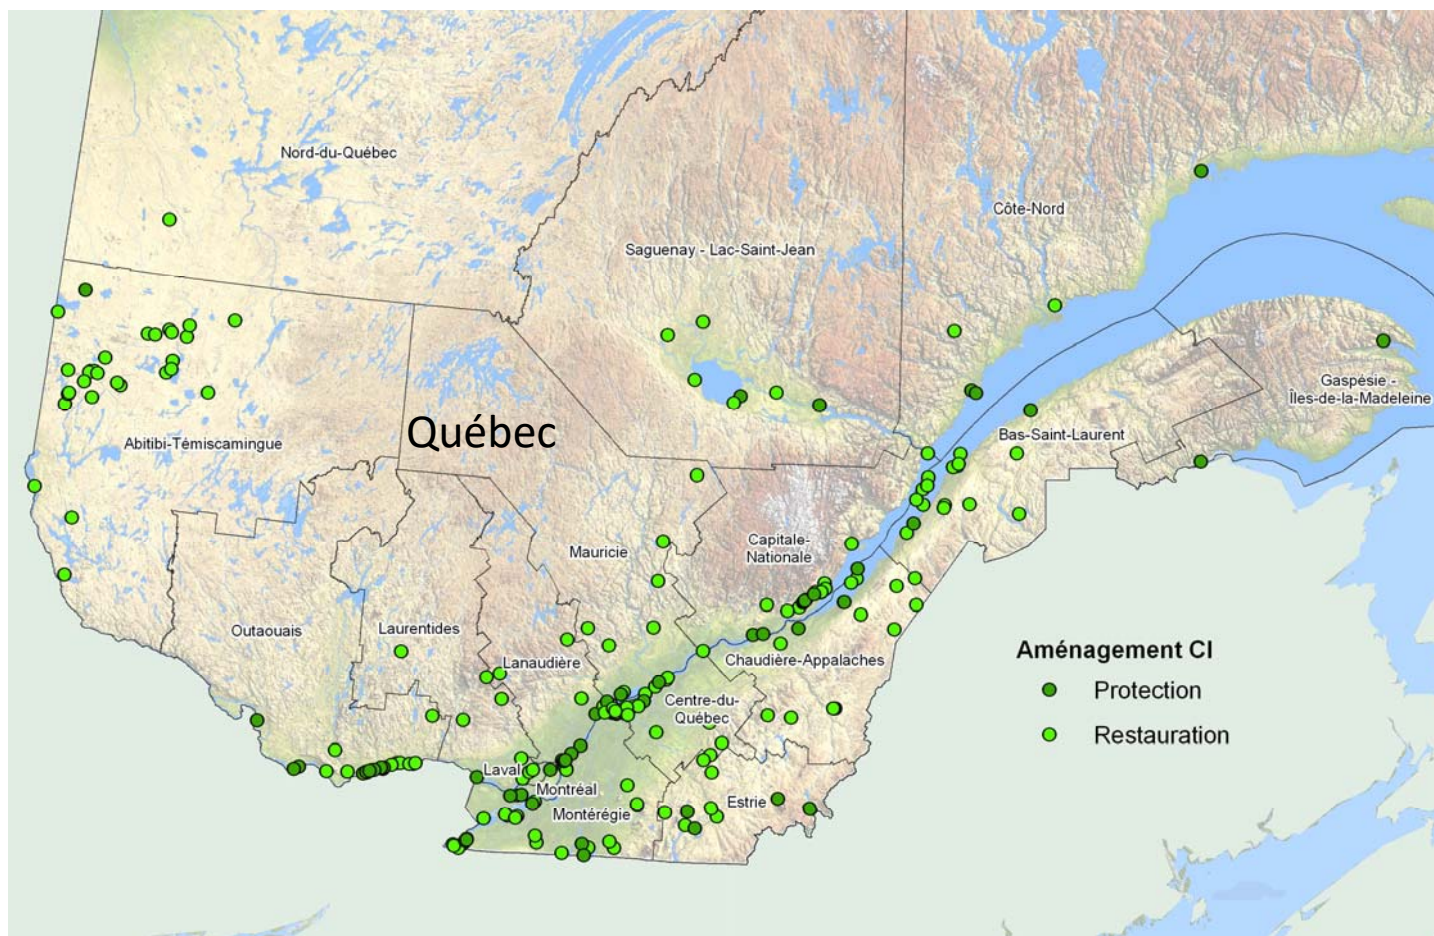 Nord-du-Québec
Côte-Nord
Saguenay - Lac-Saint-Jean
Gaspésie -
Îles-de-la-Madeleine
Québec
Bas-Saint-Laurent
Abitibi-Témiscamingue
Capitale-
Nationale
Mauricie
Outaouais
Laurentides
Lanaudière
Chaudière-Appalaches
Centre-du-
Québec
Laval
Montréal
Montérégie
Estrie
Aménagement CI
Protection
Restauration